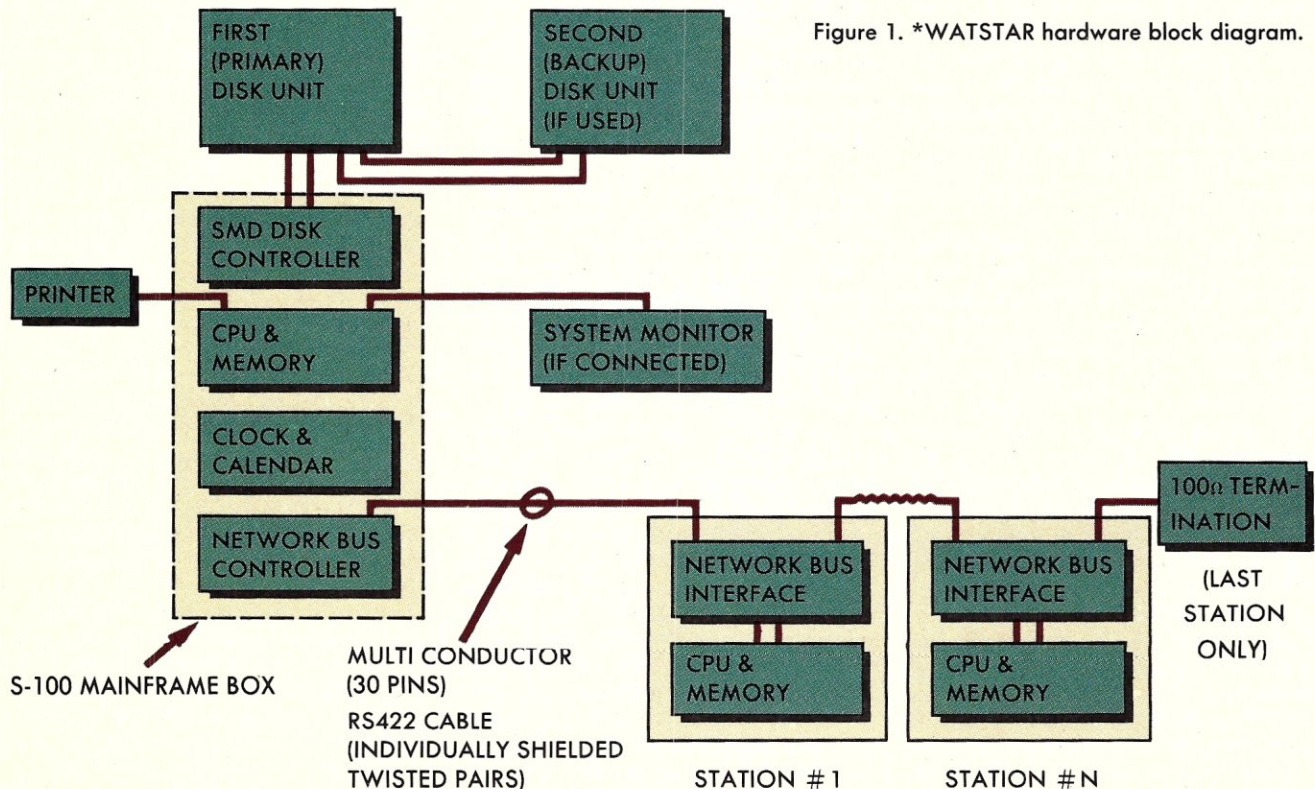 FIRST
(PRIMARY)
DISK UNIT
SECOND
(BACKUP)
DISK UNIT
(IF USED)
Figure 1. *WATSTAR hardware block diagram.
SMD DISK
CONTROLLER
PRINTER
CPU &
MEMORY
SYSTEM MONITOR
(IF CONNECTED)
CLOCK &
CALENDAR
NETWORK BUS
CONTROLLER
100Ω TERM-
INATION
(LAST
STATION
ONLY)
NETWORK BUS
INTERFACE
CPU &
MEMORY
NETWORK BUS
INTERFACE
CPU &
MEMORY
S-100 MAINFRAME BOX
MULTI CONDUCTOR
(30 PINS)
RS422 CABLE
(INDIVIDUALLY SHIELDED
TWISTED PAIRS)
STATION #1
STATION #N